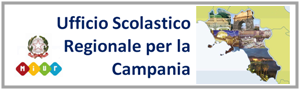 Ufficio Scolastico
Regionale per la
Campania
MIUR